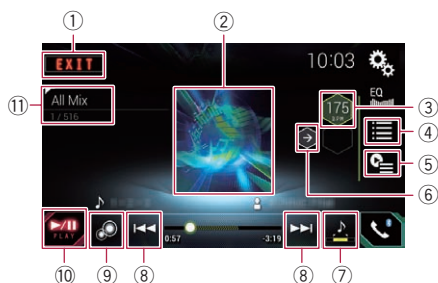 ①
②
EXIT
10:03
⑪
All Mix
1 / 516
EQ
175
BPM
③
④
⑤
⑥
0:57
-3:19
PLAY
⑩
⑨
⑧
⑧
⑦